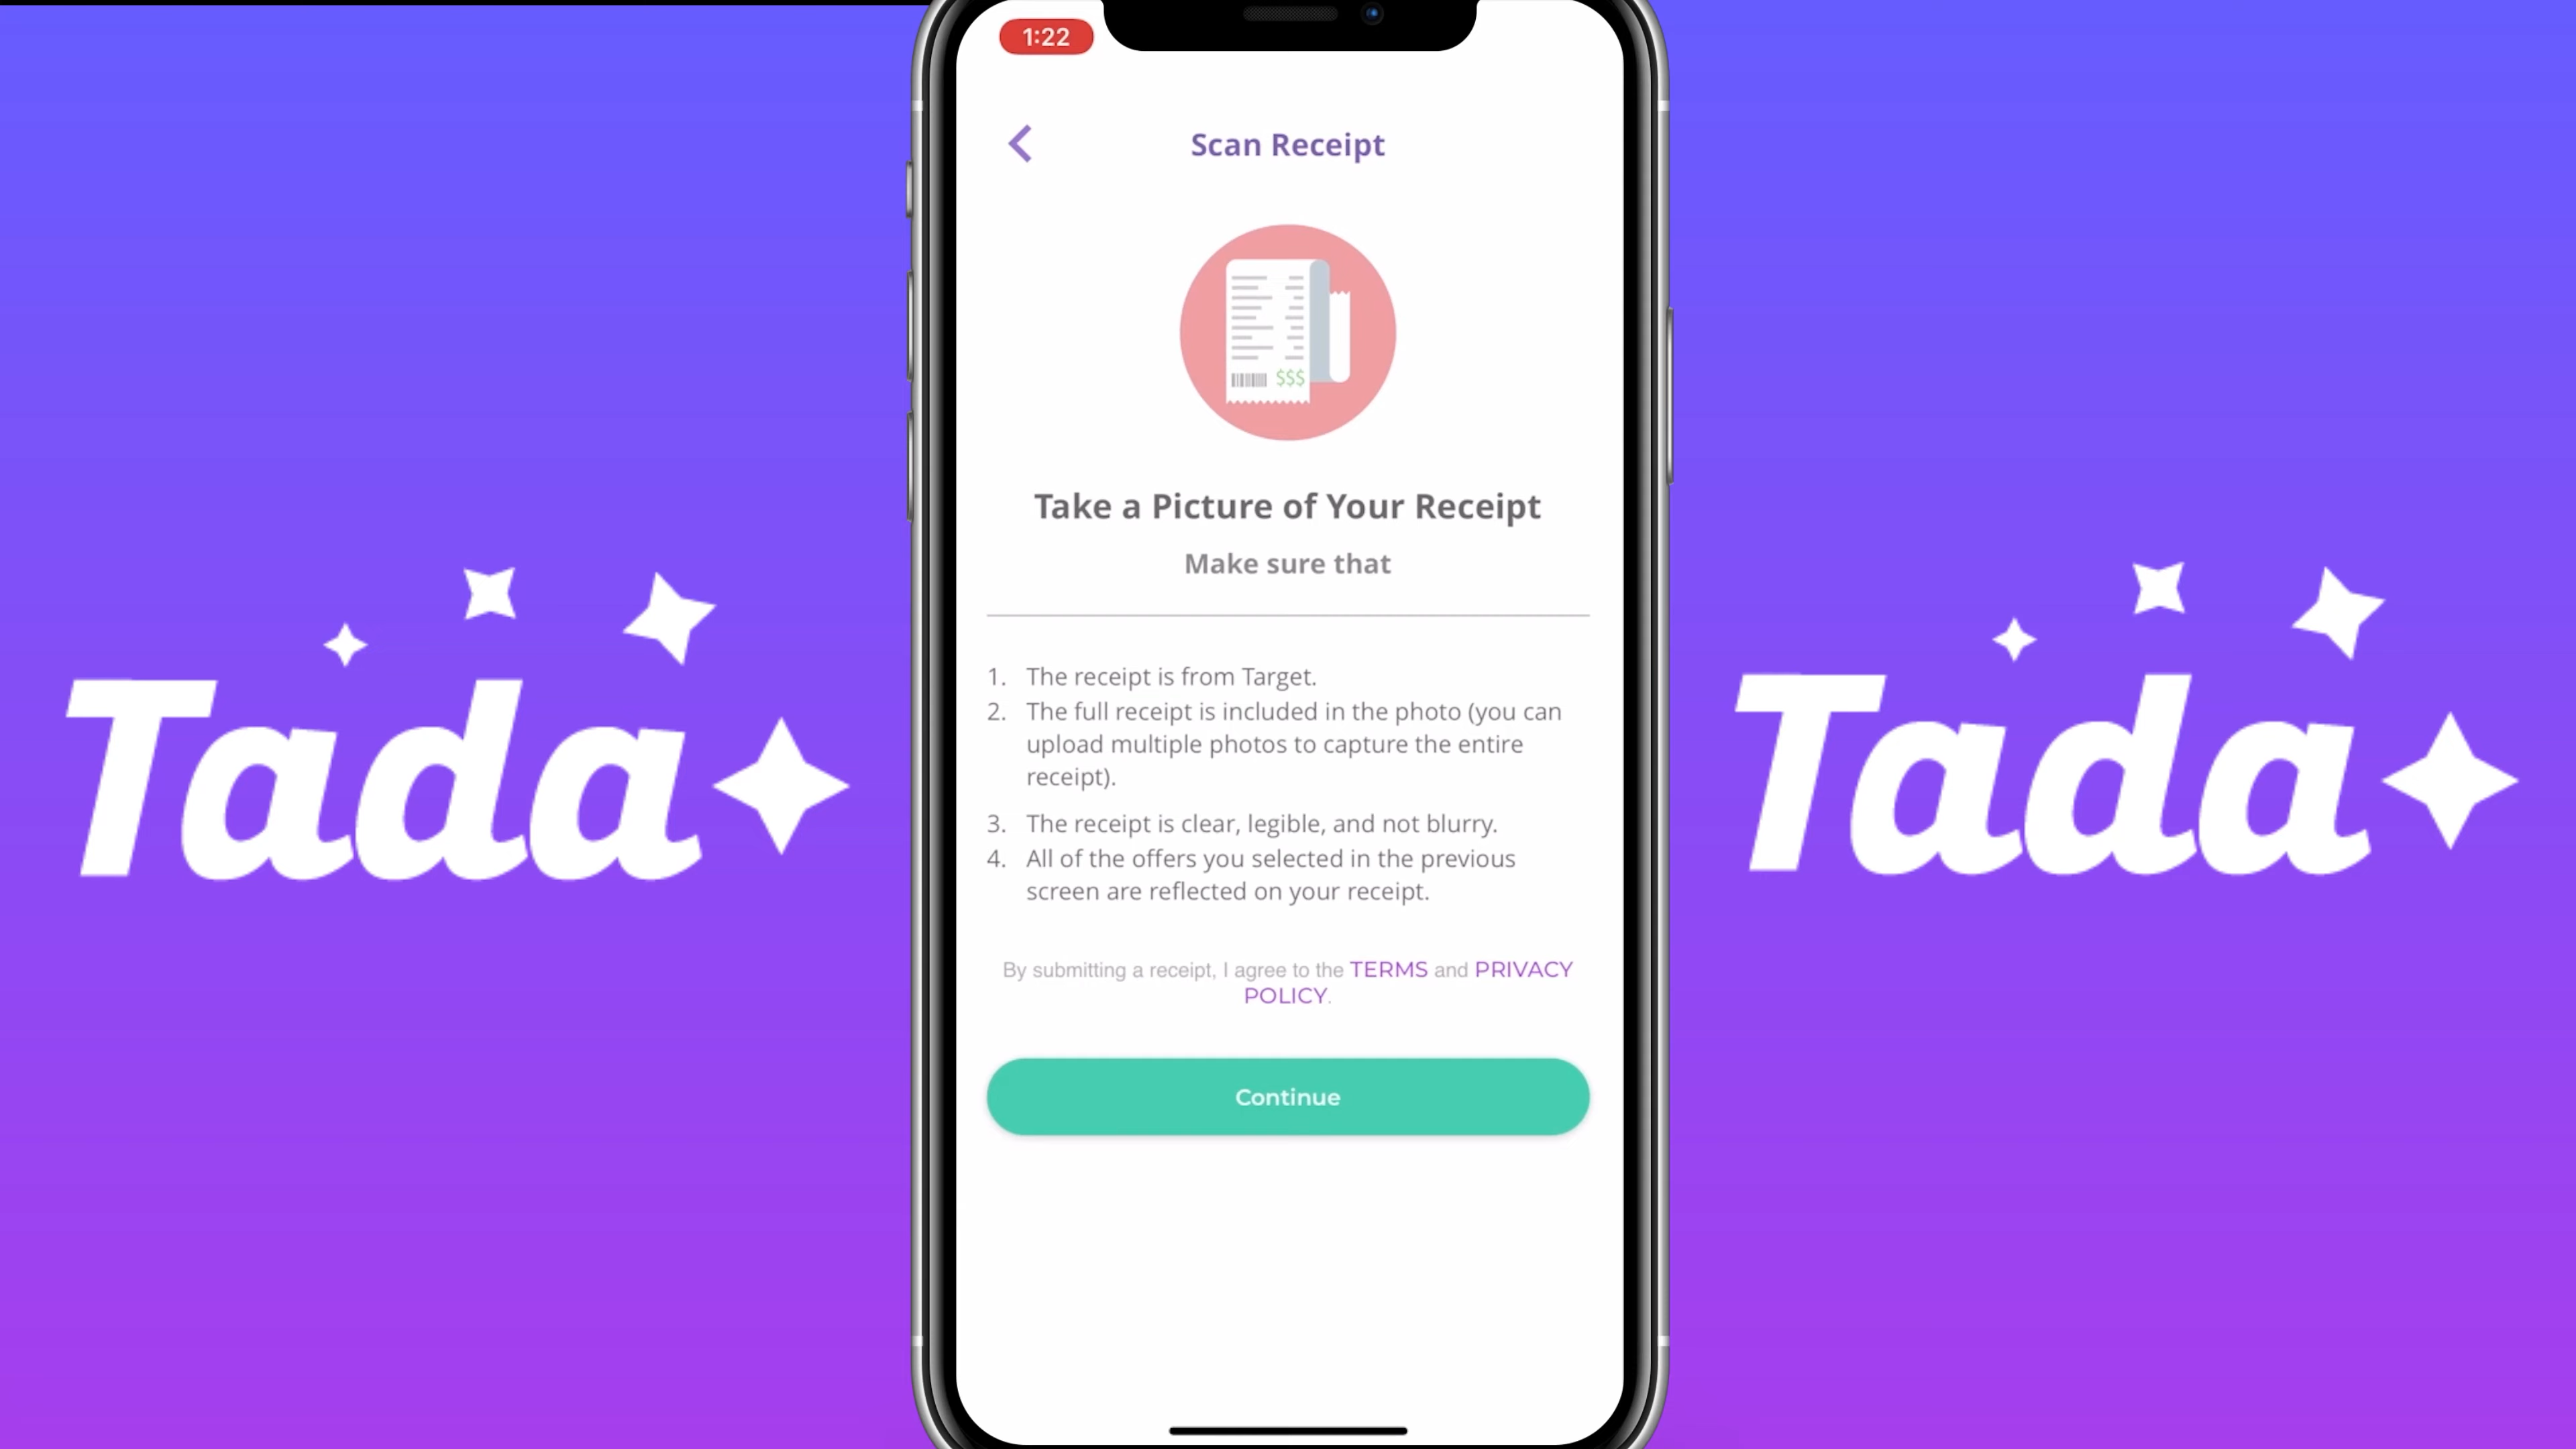 1:22
Scan Receipt
$$$
Take a Picture of Your Receipt
Make sure that
1. The receipt is from Target.
2. The full receipt is included in the photo (you can
upload multiple photos to capture the entire
receipt).
3. The receipt is clear, legible, and not blurry.
4. All of the offers you selected in the previous
screen are reflected on your receipt.
By submitting a receipt, I agree to the TERMS and PRIVACY
POLICY.
Continue
Tada
Tada